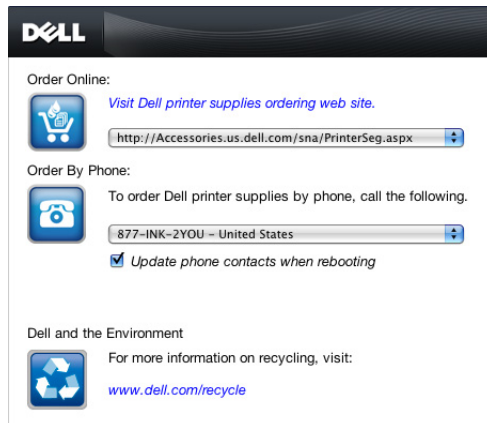 DELL
Order Online:
Visit Dell printer supplies ordering web site.
http://Accessories.us.dell.com/sna/PrinterSeg.aspx
Order By Phone:
To order Dell printer supplies by phone, call the following.
877-INK-2YOU – United States
Update phone contacts when rebooting
Dell and the Environment
For more information on recycling, visit:
www.dell.com/recycle